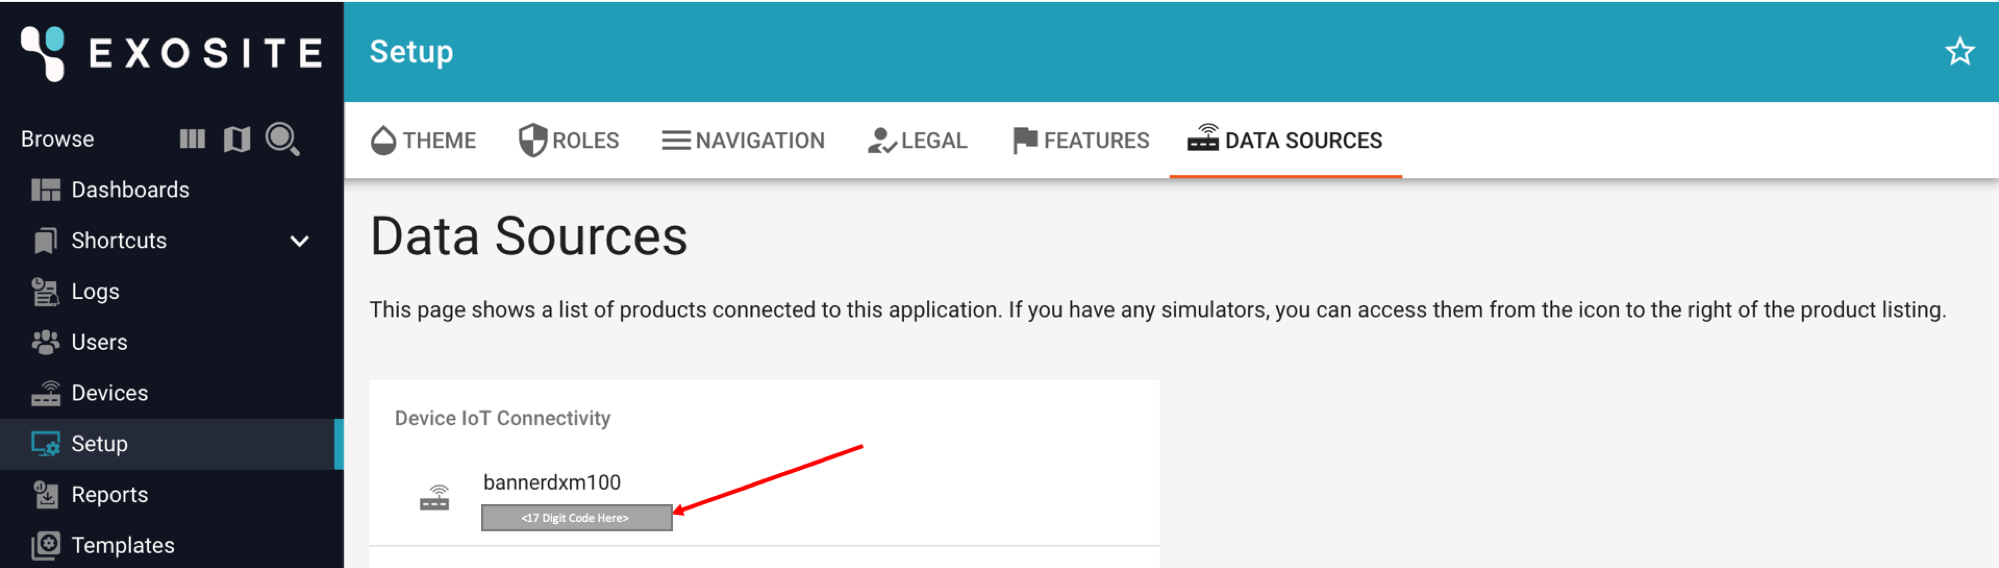 EXOSITE
Browse
Dashboards
Shortcuts
Logs
Users
Devices
Setup
Reports
Templates
Setup
THEME ROLES NAVIGATION LEGAL FEATURES DATA SOURCES
Data Sources
This page shows a list of products connected to this application. If you have any simulators, you can access them from the icon to the right of the product listing.
Device IoT Connectivity
bannerdxm100
<17 Digit Code Here>